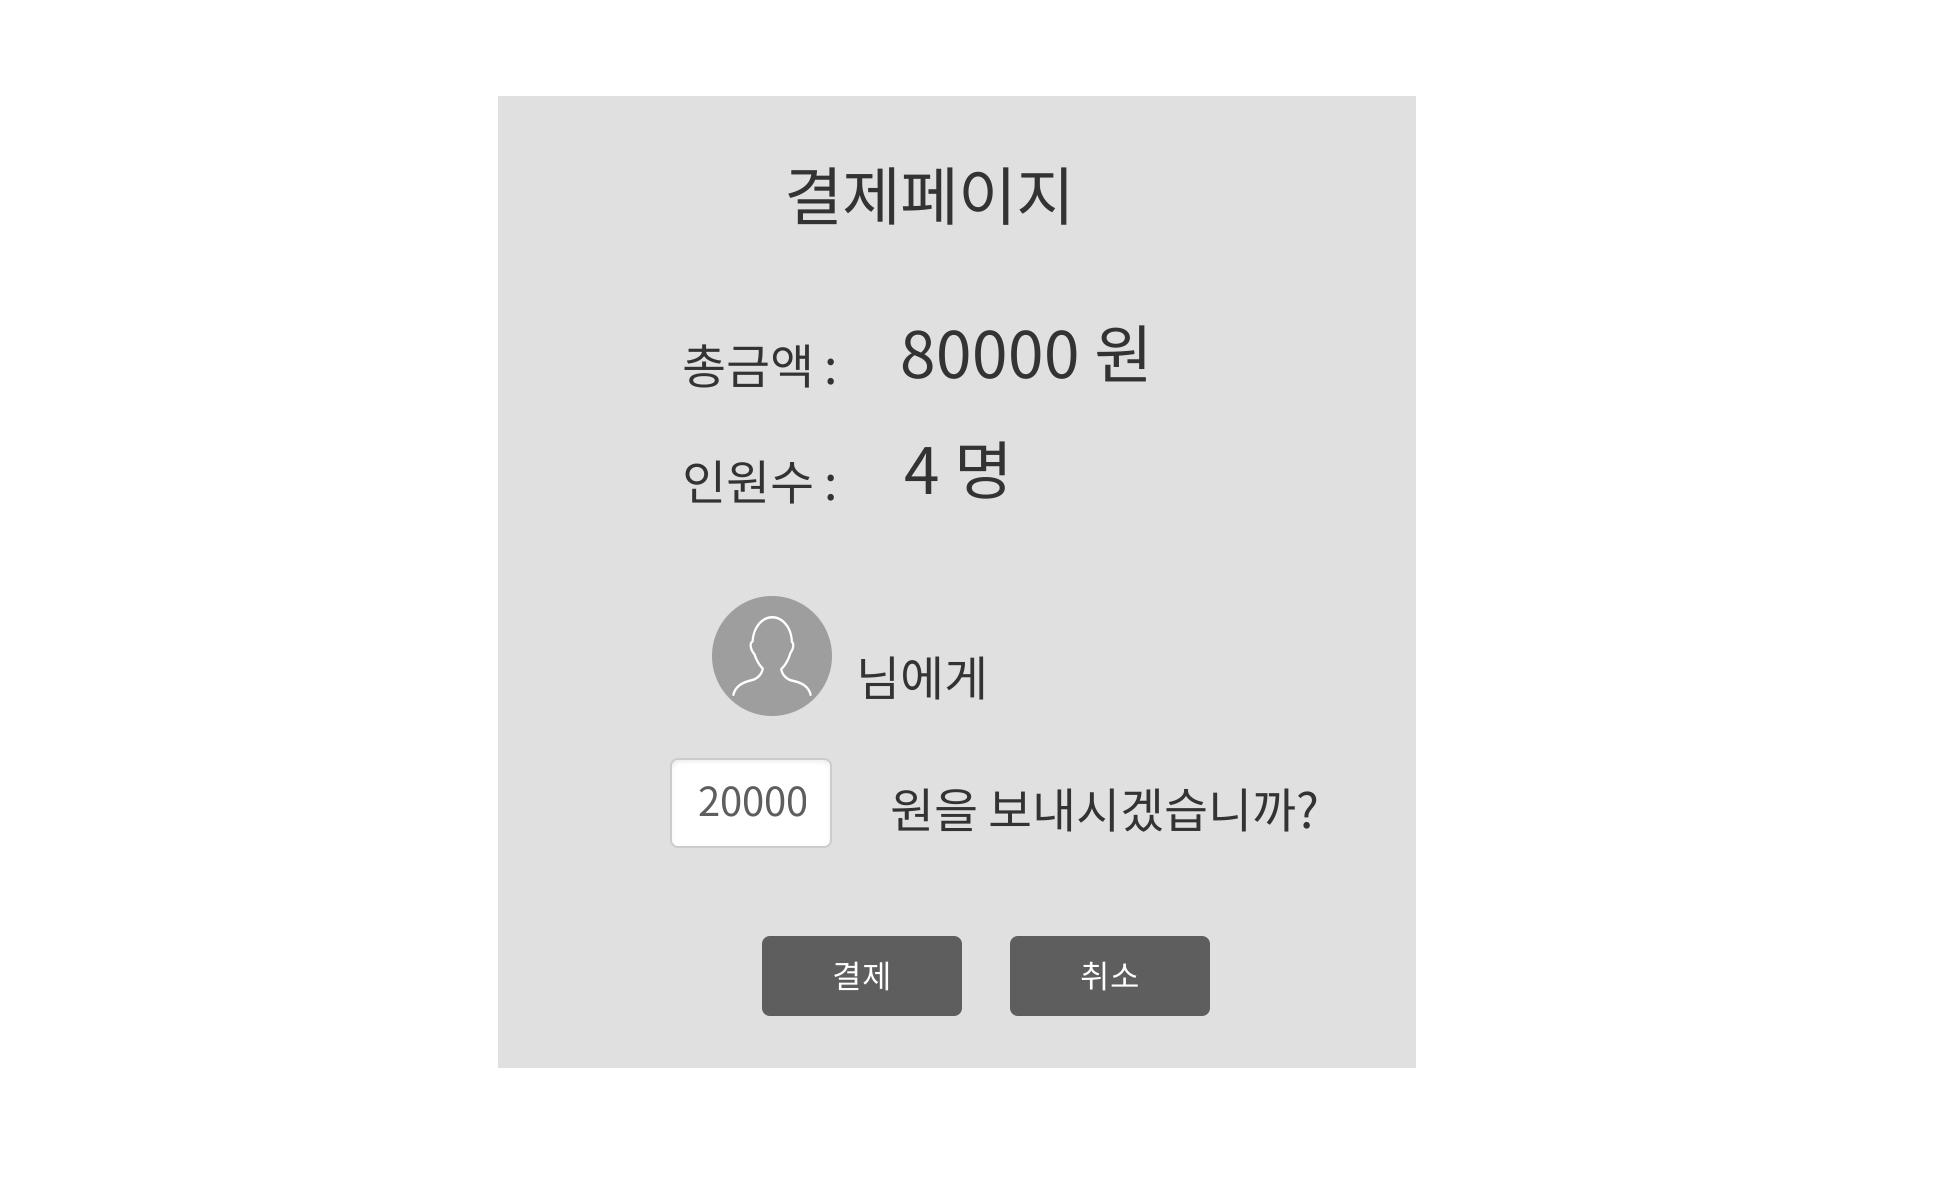 결제페이지
총금액 : 80000 원
인원수 : 4 명
님에게
20000 원을 보내시겠습니까?
결제 취소